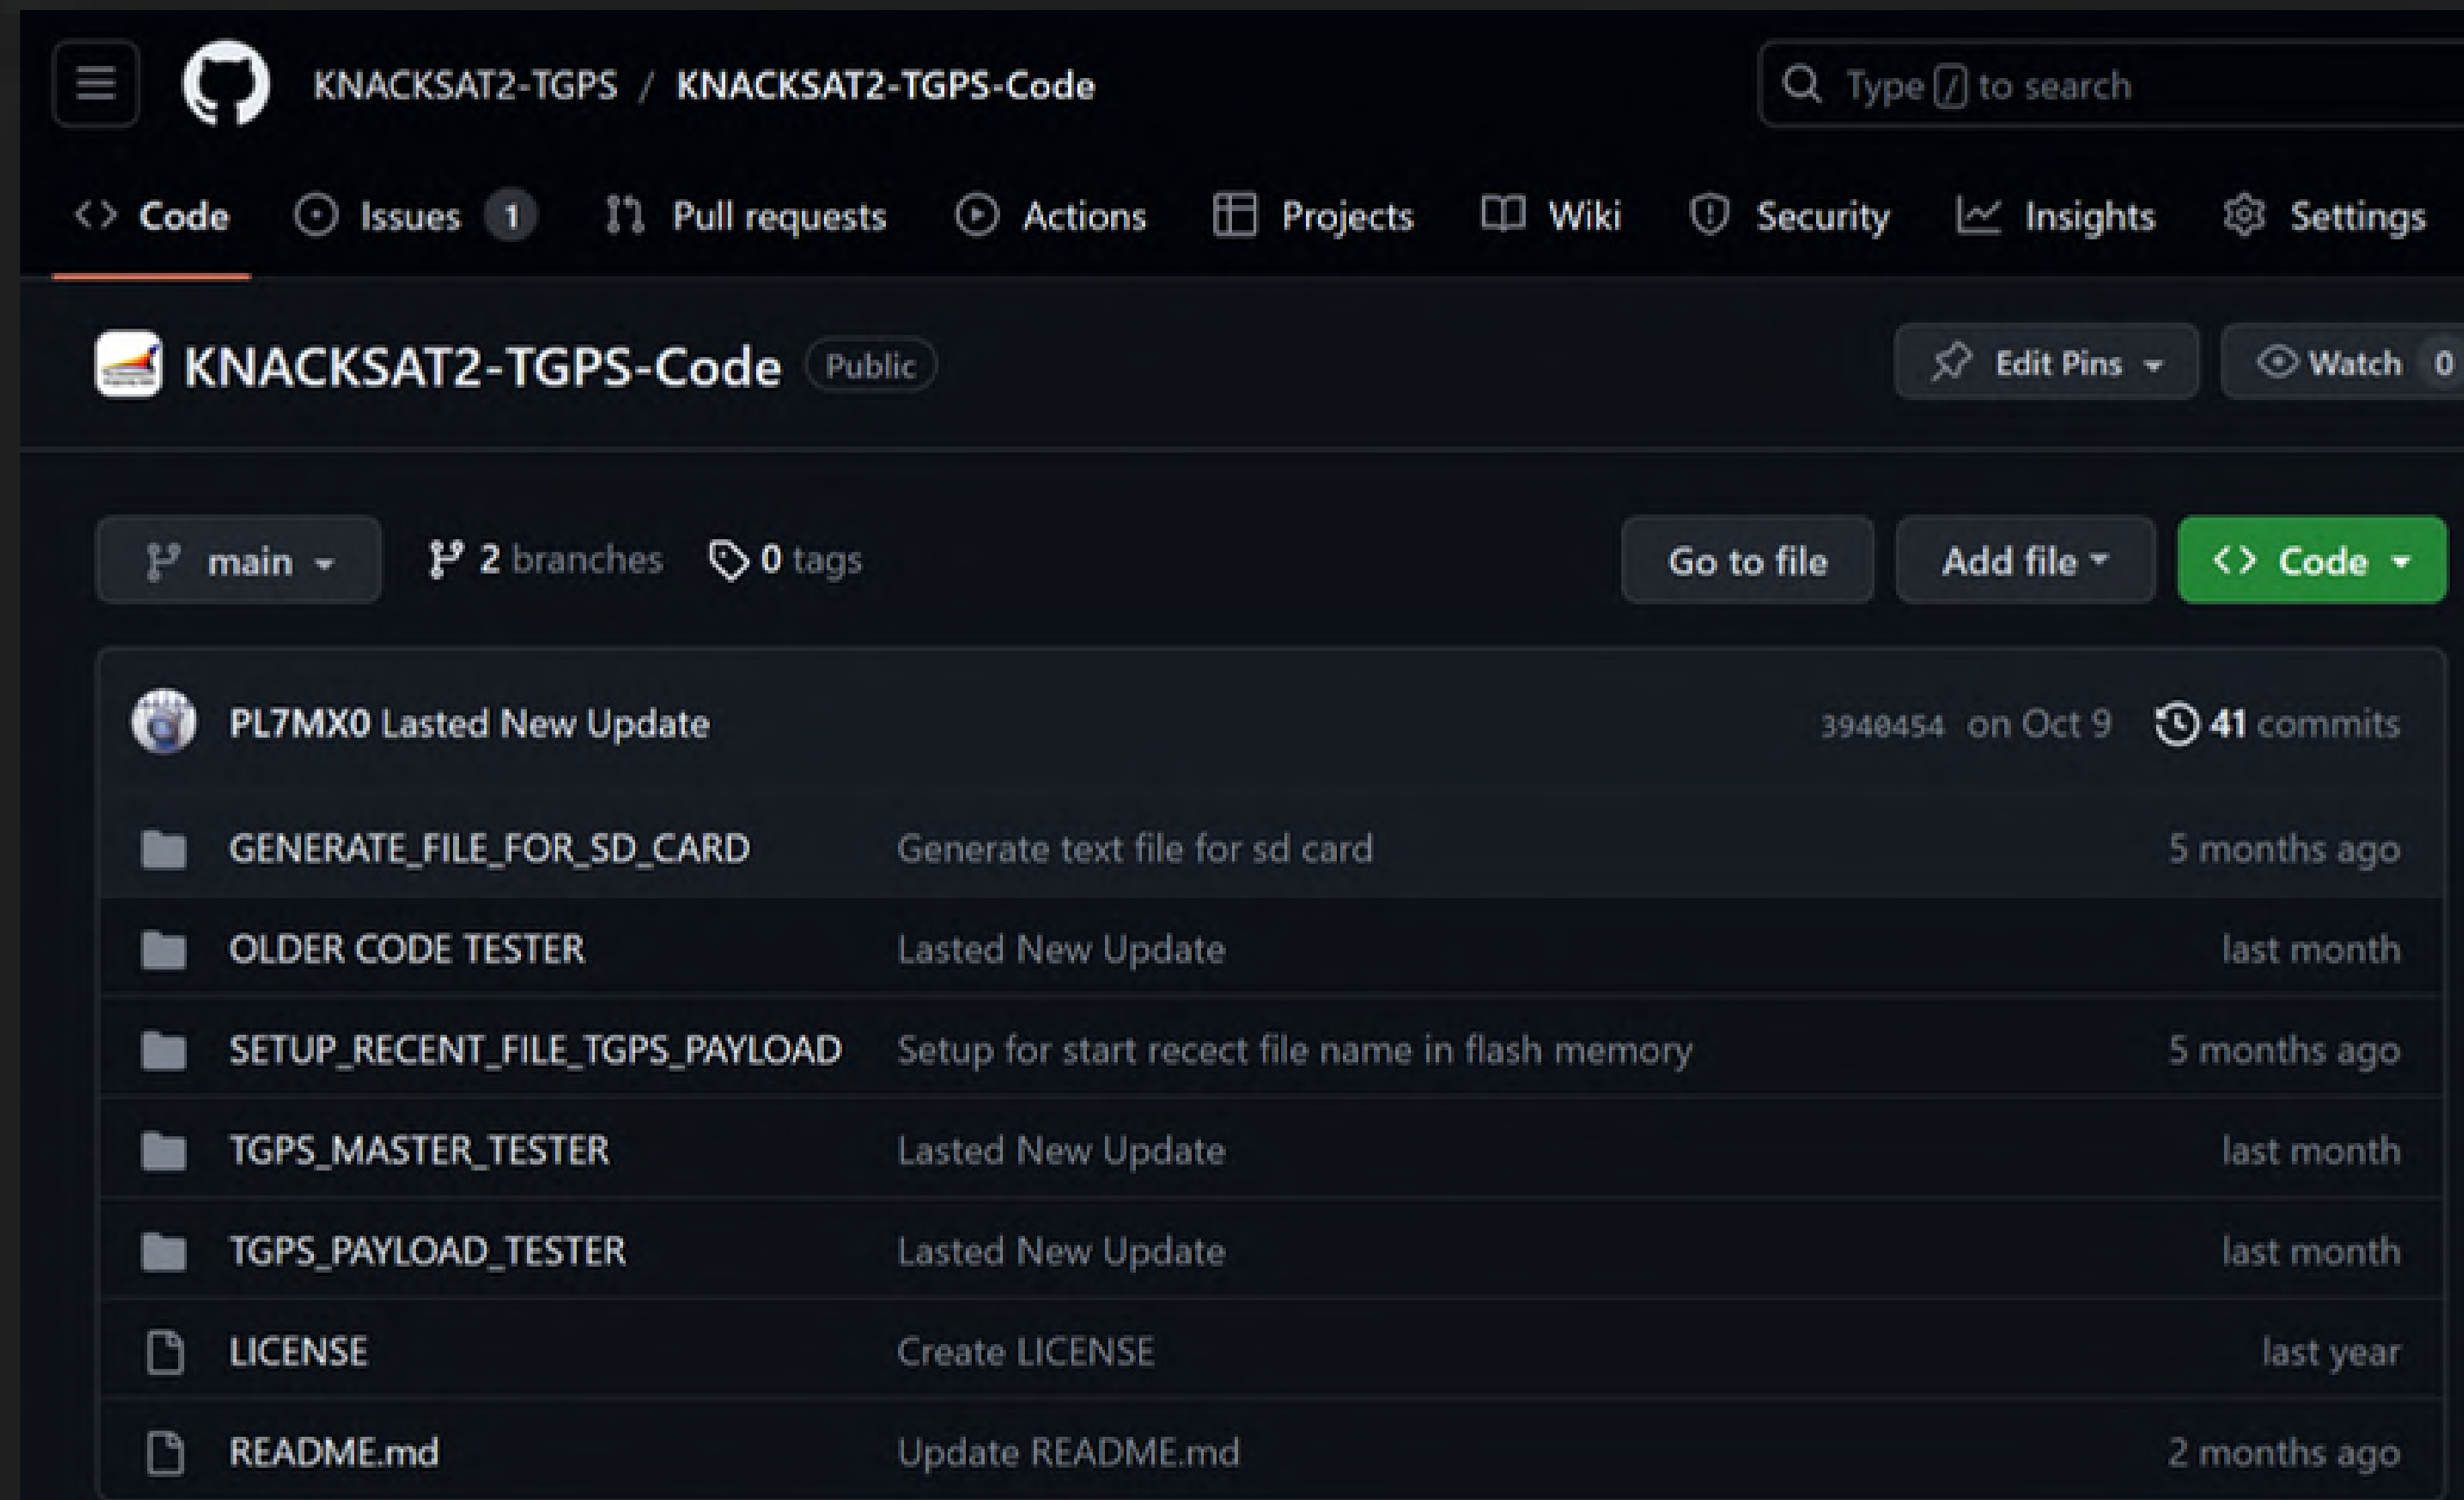 KNACKSAT2-TGPS / KNACKSAT2-TGPS-Code
Type / to search
Code Issues 1 Pull requests Actions Projects Wiki Security Insights Settings
KNACKSAT2-TGPS-Code Public
Edit Pins Watch 0
main 2 branches 0 tags
Go to file Add file Code
PL7MX0 Lasted New Update 3940454 on Oct 9 41 commits
GENERATE_FILE_FOR_SD_CARD Generate text file for sd card 5 months ago
OLDER CODE TESTER Lasted New Update last month
SETUP_RECENT_FILE_TGPS_PAYLOAD Setup for start recect file name in flash memory 5 months ago
TGPS_MASTER_TESTER Lasted New Update last month
TGPS_PAYLOAD_TESTER Lasted New Update last month
LICENSE Create LICENSE last year
README.md Update README.md 2 months ago